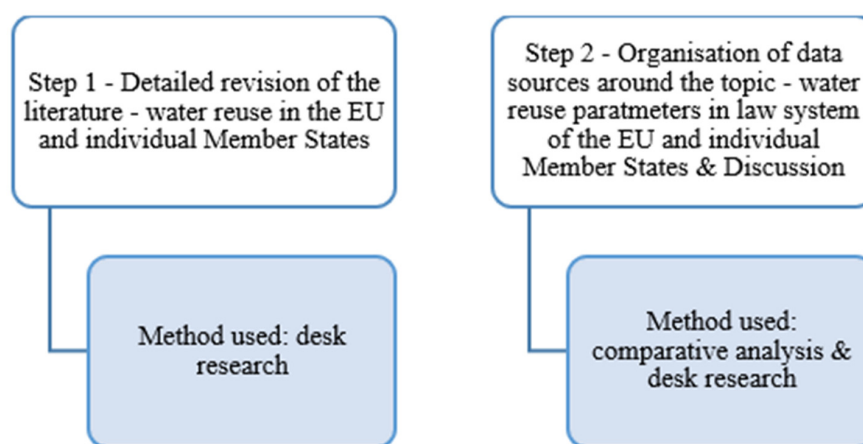 Step 1 - Detailed revision of the
literature - water reuse in the EU
and individual Member States
Method used: desk
research
Step 2 - Organisation of data
sources around the topic - water
reuse paratmeters in law system
of the EU and individual
Member States & Discussion
Method used:
comparative analysis &
desk research